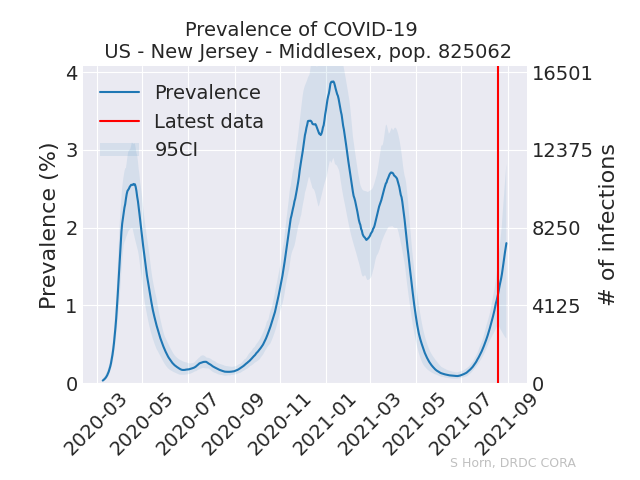 Prevalence of COVID-19
US - New Jersey - Middlesex, pop. 825062
Prevalence
Latest data
95CI
Prevalence (%)
4
3
2
1
0
16501
12375
8250
4125
0
# of infections
2020-03
2020-05
2020-07
2020-09
2020-11
2021-01
2021-03
2021-05
2021-07
2021-09
S Horn, DRDC CORA